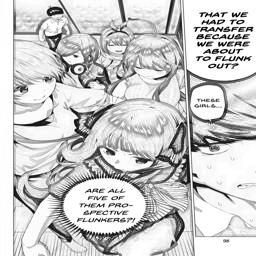 THAT WE
HAD TO
TRANSFER
BECAUSE
WE WERE
ABOUT
TO FLUNK
OUT?
THESE
GIRLS...
ARE ALL
FIVE OF
THEM PRO-
SPECTIVE
FLUNKERS?!
98